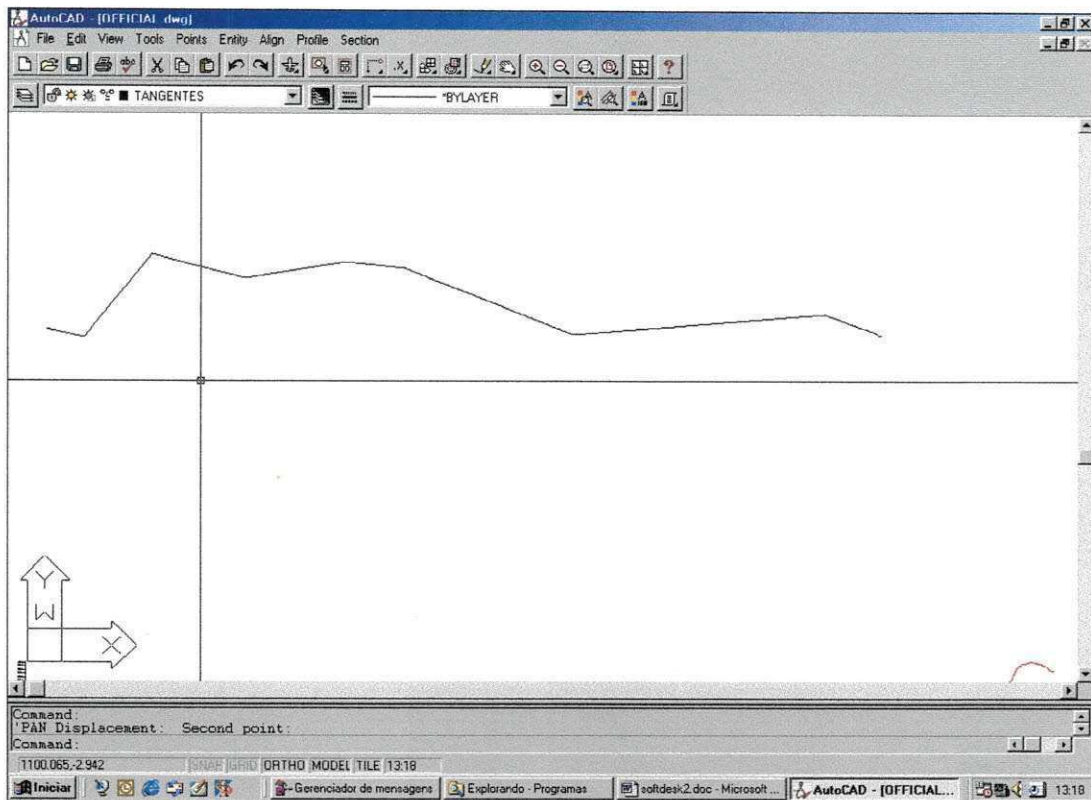 AutoCAD - [OFFICIAL.dwg]
File Edit View Tools Points Entity Align Profile Section
abc .X ?
TANGENTES BYLAYER
Y
W
X
Command:
'PAN Displacement: Second point:
Command:
1100.065,-2.942 SNAP GRID ORTHO MODEL TILE 13:18
Iniciar Gerenciador de mensagens Explorando - Programas softdesk2.doc - Microsoft ... AutoCAD - [OFFICIAL... 13:18